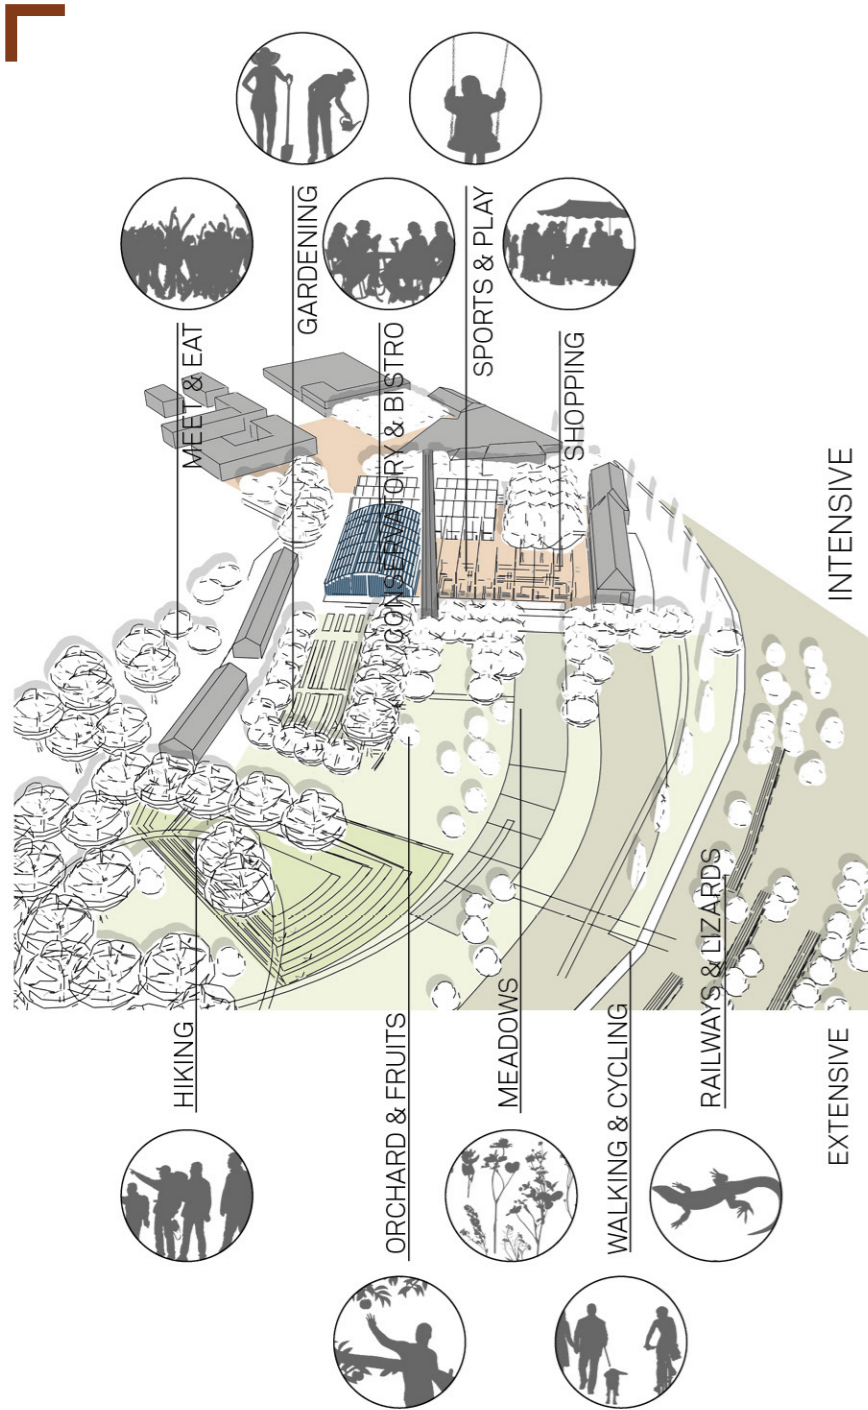 GARDENING
SPORTS & PLAY
MEET & EAT
CONSERVATORY & BISTRO
SHOPPING
INTENSIVE
HIKING
ORCHARD & FRUITS
MEADOWS
WALKING & CYCLING
RAILWAYS & LIZARDS
EXTENSIVE